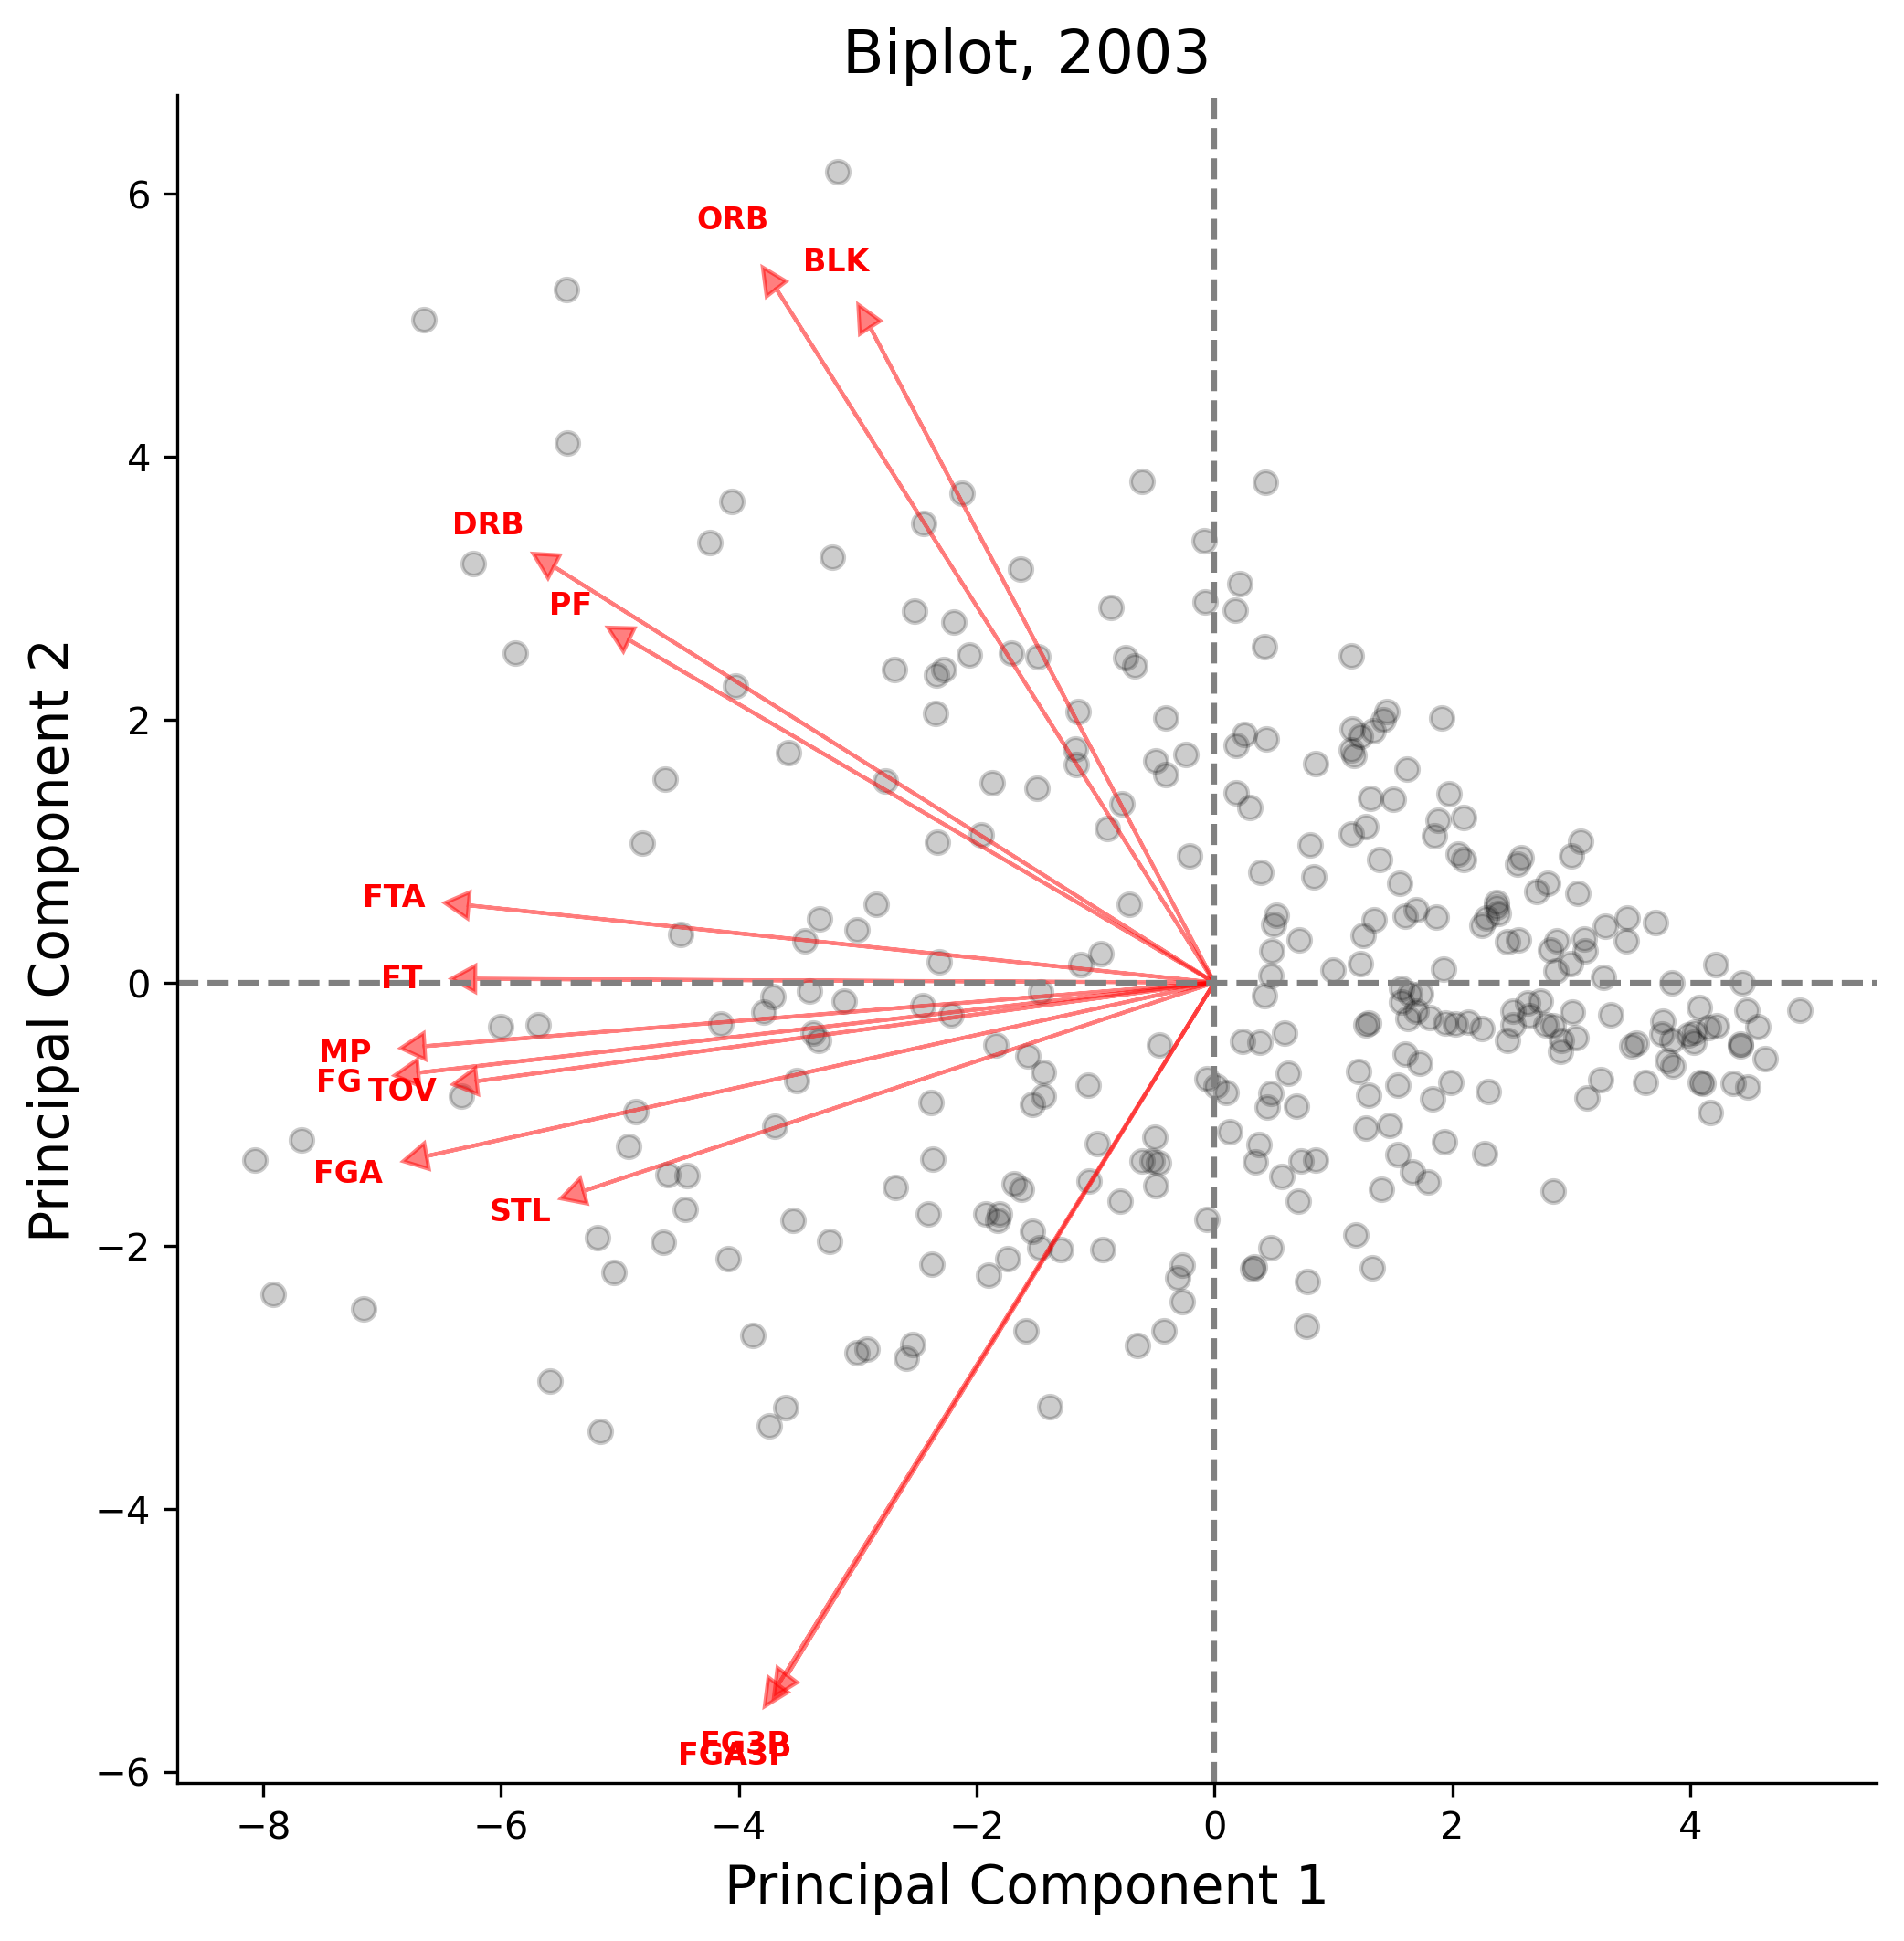 Biplot, 2003
Principal Component 2
6
4
2
0
−2
−4
−6
ORB
BLK
DRB
PF
FTA
FT
MP
FG
TOV
FGA
STL
FG3P
FGA3P
−8
−6
−4
−2
0
2
4
Principal Component 1